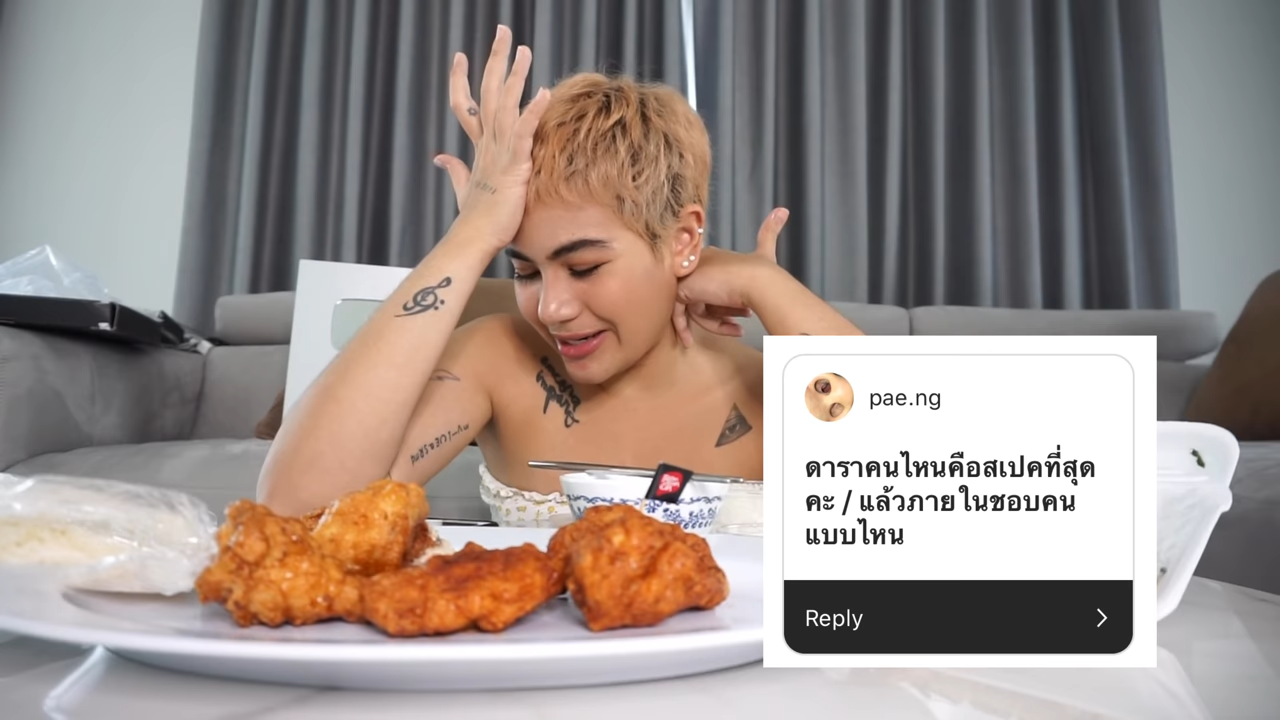 pae.ng
ดาราคนไหนคือสเปคที่สุด
คะ / แล้วภายในชอบคน
แบบไหน
Reply